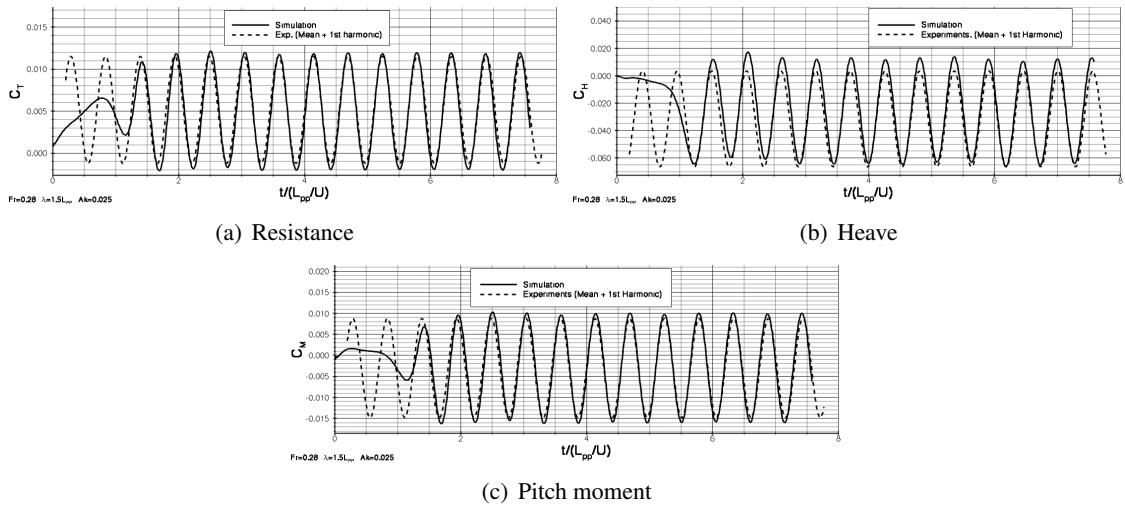 0.015
0.010
0.005
0.000
C_T
Simulation
Exp. (Mean + 1st harmonic)
0 2 4 6 8
t/(L_pp/U)
Fr=0.28 λ=1.5L_pp, Ak=0.025
(a) Resistance
0.040
0.020
0.000
-0.020
-0.040
-0.060
C_H
Simulation
Experiments. (Mean + 1st Harmonic)
0 2 4 6 8
t/(L_pp/U)
Fr=0.28 λ=1.5L_pp, Ak=0.025
(b) Heave
0.020
0.015
0.010
0.005
0.000
-0.005
-0.010
-0.015
C_M
Simulation
Experiments (Mean + 1st Harmonic)
0 2 4 6 8
t/(L_pp/U)
Fr=0.28 λ=1.5L_pp, Ak=0.025
(c) Pitch moment